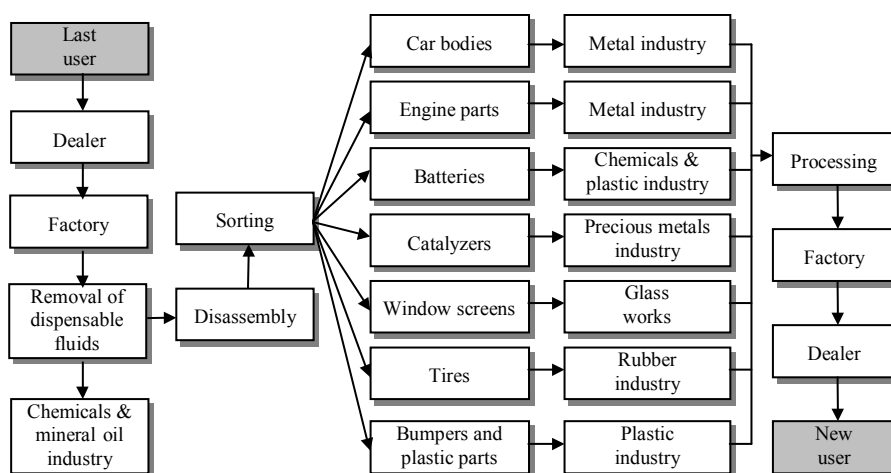 Last
user
Dealer
Factory
Removal of
dispensable
fluids
Chemicals &
mineral oil
industry
Disassembly
Sorting
Car bodies
Metal industry
Engine parts
Metal industry
Batteries
Chemicals &
plastic industry
Catalyzers
Precious metals
industry
Window screens
Glass
works
Tires
Rubber
industry
Bumpers and
plastic parts
Plastic
industry
Processing
Factory
Dealer
New
user